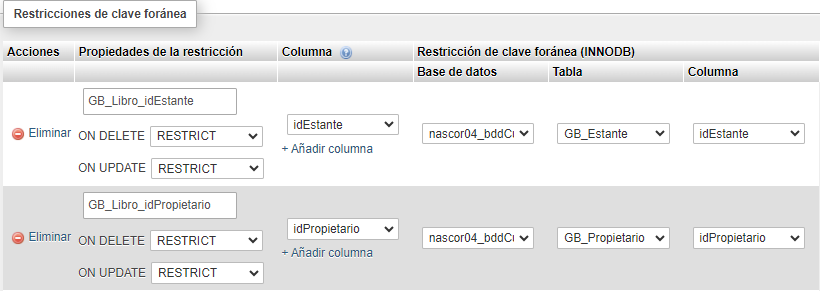 Restricciones de clave foránea
Acciones Propiedades de la restricción Columna Restricción de clave foránea (INNODB)
Base de datos Tabla Columna
GB_Libro_idEstante
Eliminar ON DELETE RESTRICT idEstante nascor04_bddCu GB_Estante idEstante
+ Añadir columna
ON UPDATE RESTRICT
GB_Libro_idPropietario
Eliminar ON DELETE RESTRICT idPropietario nascor04_bddCu GB_Propietario idPropietario
+ Añadir columna
ON UPDATE RESTRICT